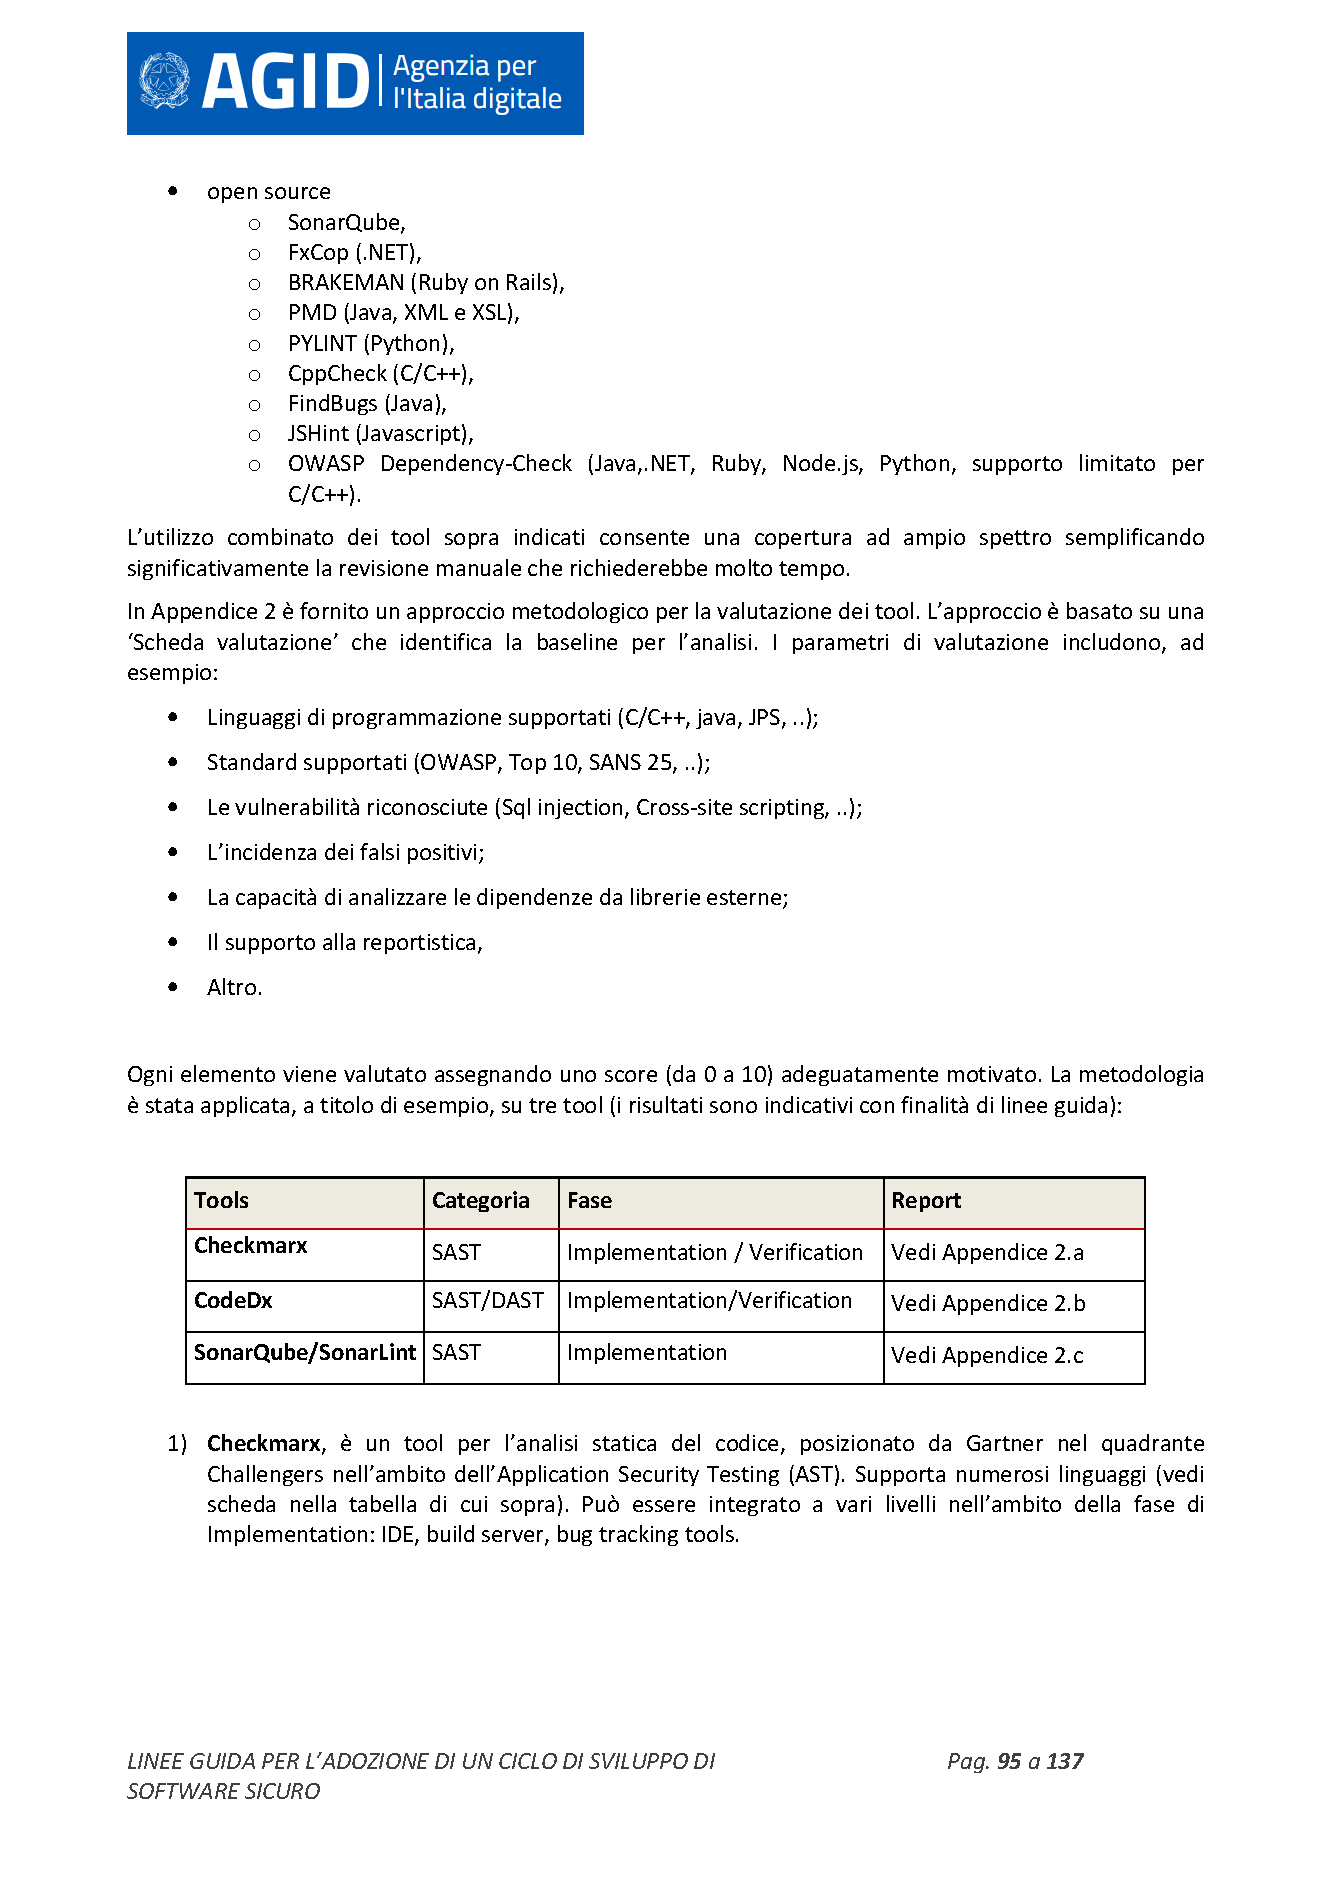 AGID Agenzia per
l'Italia digitale
• open source
o SonarQube,
o FxCop (.NET),
o BRAKEMAN (Ruby on Rails),
o PMD (Java, XML e XSL),
o PYLINT (Python),
o CppCheck (C/C++),
o FindBugs (Java),
o JSHint (Javascript),
o OWASP Dependency-Check (Java,.NET, Ruby, Node.js, Python, supporto limitato per
C/C++).
L’utilizzo combinato dei tool sopra indicati consente una copertura ad ampio spettro semplificando
significativamente la revisione manuale che richiederebbe molto tempo.
In Appendice 2 è fornito un approccio metodologico per la valutazione dei tool. L’approccio è basato su una
‘Scheda valutazione’ che identifica la baseline per l’analisi. I parametri di valutazione includono, ad
esempio:
• Linguaggi di programmazione supportati (C/C++, java, JPS, ..);
• Standard supportati (OWASP, Top 10, SANS 25, ..);
• Le vulnerabilità riconosciute (Sql injection, Cross-site scripting, ..);
• L’incidenza dei falsi positivi;
• La capacità di analizzare le dipendenze da librerie esterne;
• Il supporto alla reportistica,
• Altro.
Ogni elemento viene valutato assegnando uno score (da 0 a 10) adeguatamente motivato. La metodologia
è stata applicata, a titolo di esempio, su tre tool (i risultati sono indicativi con finalità di linee guida):
Tools Categoria Fase Report
Checkmarx SAST Implementation / Verification Vedi Appendice 2.a
CodeDx SAST/DAST Implementation/Verification Vedi Appendice 2.b
SonarQube/SonarLint SAST Implementation Vedi Appendice 2.c
1) Checkmarx, è un tool per l’analisi statica del codice, posizionato da Gartner nel quadrante
Challengers nell’ambito dell’Application Security Testing (AST). Supporta numerosi linguaggi (vedi
scheda nella tabella di cui sopra). Può essere integrato a vari livelli nell’ambito della fase di
Implementation: IDE, build server, bug tracking tools.
LINEE GUIDA PER L’ADOZIONE DI UN CICLO DI SVILUPPO DI Pag. 95 a 137
SOFTWARE SICURO